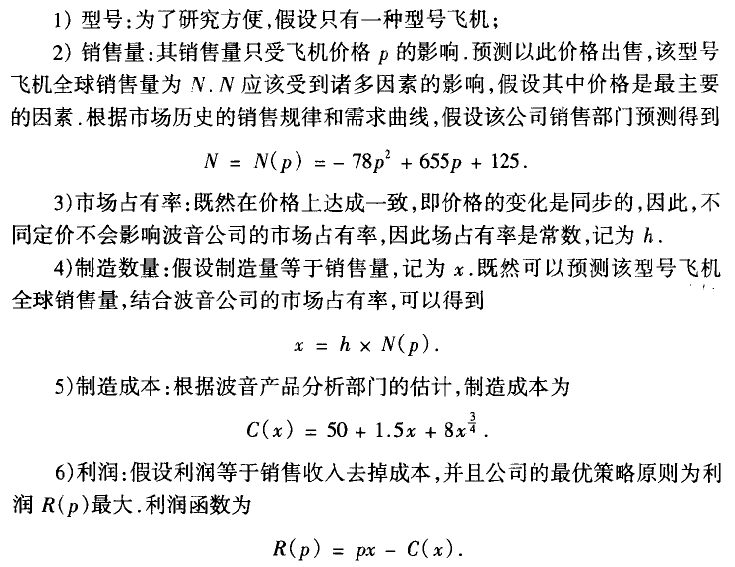 1) 型号:为了研究方便,假设只有一种型号飞机;
2) 销售量:其销售量只受飞机价格 p 的影响.预测以此价格出售,该型号
飞机全球销售量为 N.N 应该受到诸多因素的影响,假设其中价格是最主要
的因素.根据市场历史的销售规律和需求曲线,假设该公司销售部门预测得到
N = N(p) = - 78p² + 655p + 125.
3)市场占有率:既然在价格上达成一致,即价格的变化是同步的,因此,不
同定价不会影响波音公司的市场占有率,因此场占有率是常数,记为 h.
4)制造数量:假设制造量等于销售量,记为 x.既然可以预测该型号飞机
全球销售量,结合波音公司的市场占有率,可以得到
x = h × N(p).
5)制造成本:根据波音产品分析部门的估计,制造成本为
C(x) = 50 + 1.5x + 8x^(3/4).
6)利润:假设利润等于销售收入去掉成本,并且公司的最优策略原则为利
润 R(p)最大.利润函数为
R(p) = px - C(x).